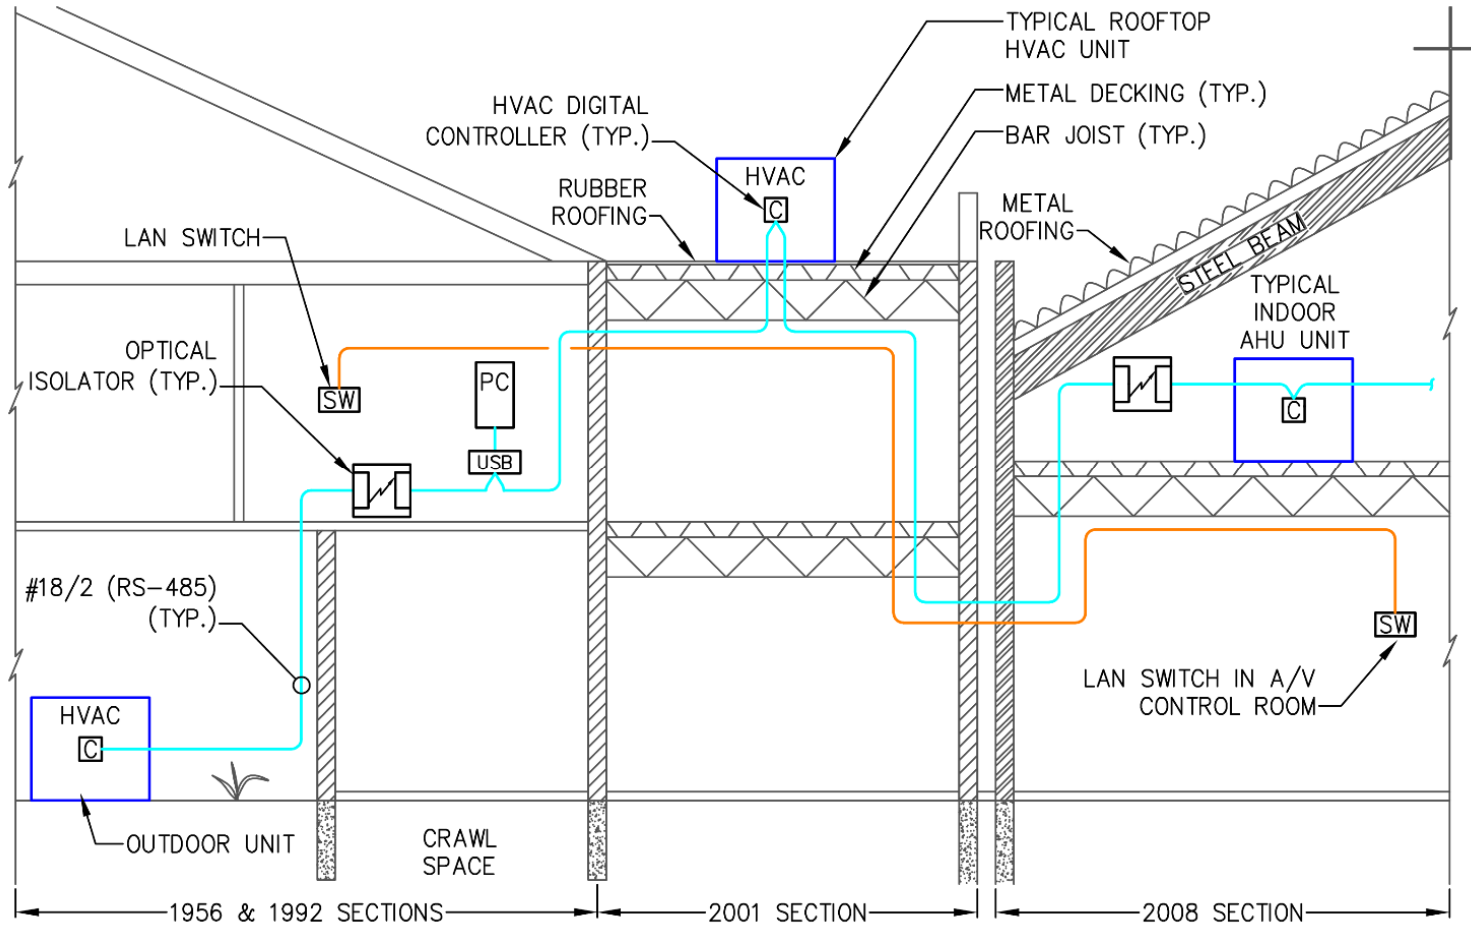 TYPICAL ROOFTOP
HVAC UNIT
METAL DECKING (TYP.)
BAR JOIST (TYP.)
HVAC DIGITAL
CONTROLLER (TYP.)
HVAC
C
RUBBER
ROOFING
METAL
ROOFING
STEEL BEAM
LAN SWITCH
TYPICAL
INDOOR
AHU UNIT
C
OPTICAL
ISOLATOR (TYP.)
SW
PC
USB
#18/2 (RS-485)
(TYP.)
SW
LAN SWITCH IN A/V
CONTROL ROOM
HVAC
C
OUTDOOR UNIT
CRAWL
SPACE
1956 & 1992 SECTIONS
2001 SECTION
2008 SECTION